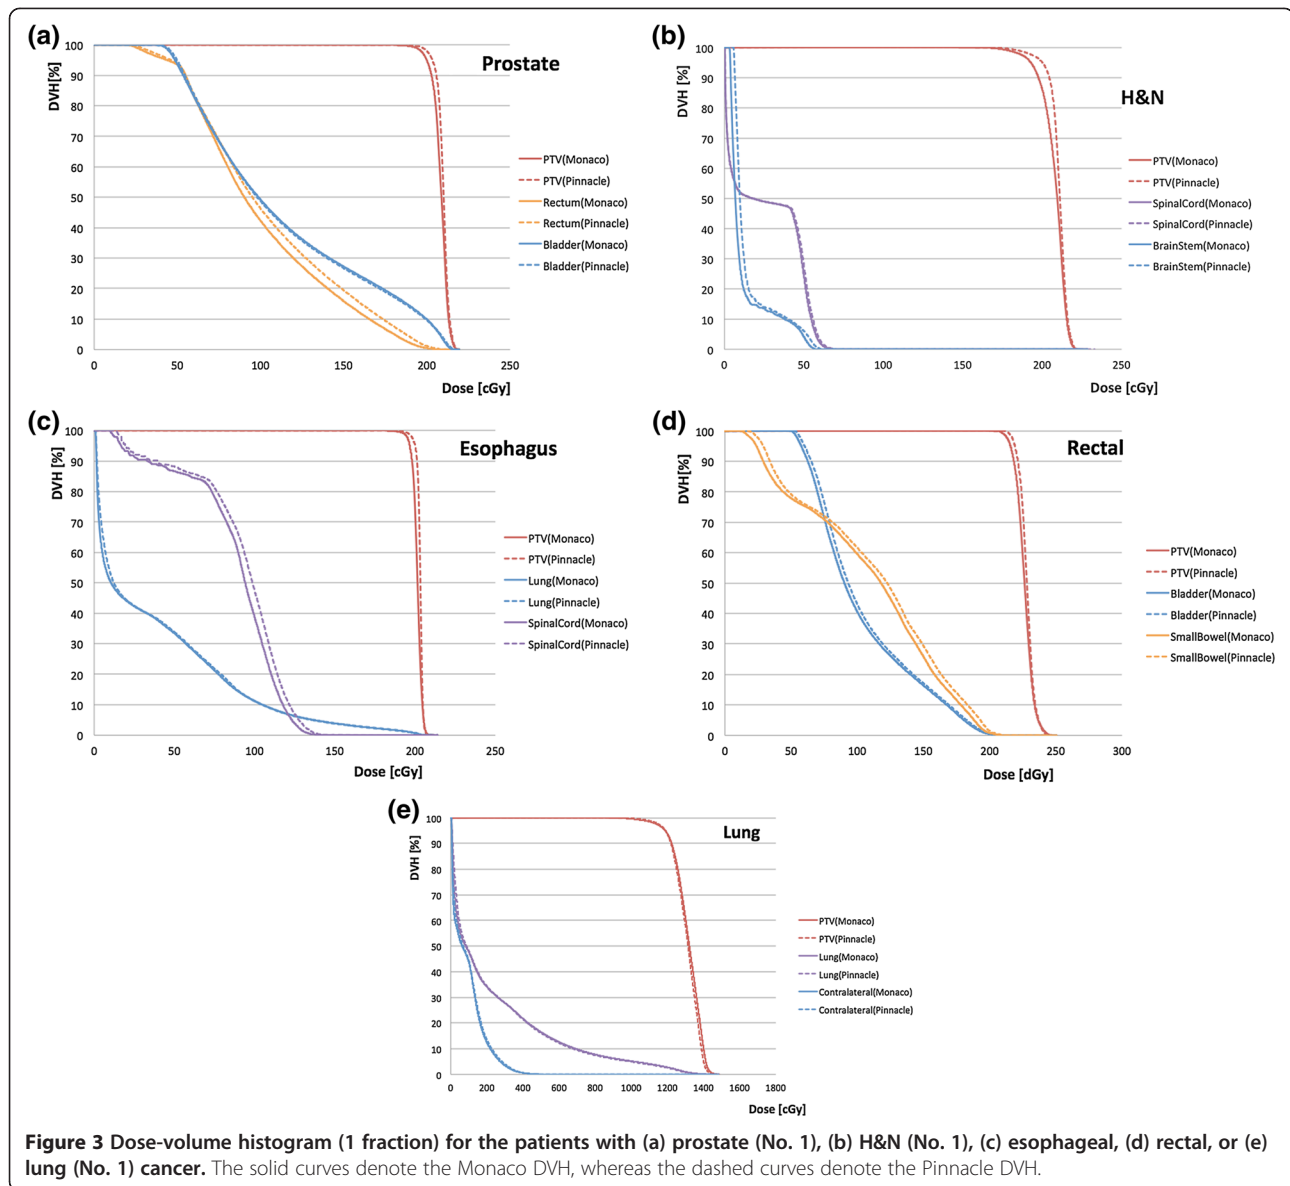 (a)
Prostate
DVH[%]
100
90
80
70
60
50
40
30
20
10
0
0 50 100 150 200 250
Dose [cGy]
PTV(Monaco)
PTV(Pinnacle)
Rectum(Monaco)
Rectum(Pinnacle)
Bladder(Monaco)
Bladder(Pinnacle)
(b)
H&N
DVH [%]
100
90
80
70
60
50
40
30
20
10
0
0 50 100 150 200 250
Dose [cGy]
PTV(Monaco)
PTV(Pinnacle)
SpinalCord(Monaco)
SpinalCord(Pinnacle)
BrainStem(Monaco)
BrainStem(Pinnacle)
(c)
Esophagus
DVH [%]
100
90
80
70
60
50
40
30
20
10
0
0 50 100 150 200 250
Dose [cGy]
PTV(Monaco)
PTV(Pinnacle)
Lung(Monaco)
Lung(Pinnacle)
SpinalCord(Monaco)
SpinalCord(Pinnacle)
(d)
Rectal
DVH[%]
100
90
80
70
60
50
40
30
20
10
0
0 50 100 150 200 250 300
Dose [dGy]
PTV(Monaco)
PTV(Pinnacle)
Bladder(Monaco)
Bladder(Pinnacle)
SmallBowel(Monaco)
SmallBowel(Pinnacle)
(e)
Lung
DVH [%]
100
90
80
70
60
50
40
30
20
10
0
0 200 400 600 800 1000 1200 1400 1600 1800
Dose [cGy]
PTV(Monaco)
PTV(Pinnacle)
Lung(Monaco)
Lung(Pinnacle)
Contralateral(Monaco)
Contralateral(Pinnacle)
Figure 3 Dose-volume histogram (1 fraction) for the patients with (a) prostate (No. 1), (b) H&N (No. 1), (c) esophageal, (d) rectal, or (e)
lung (No. 1) cancer. The solid curves denote the Monaco DVH, whereas the dashed curves denote the Pinnacle DVH.